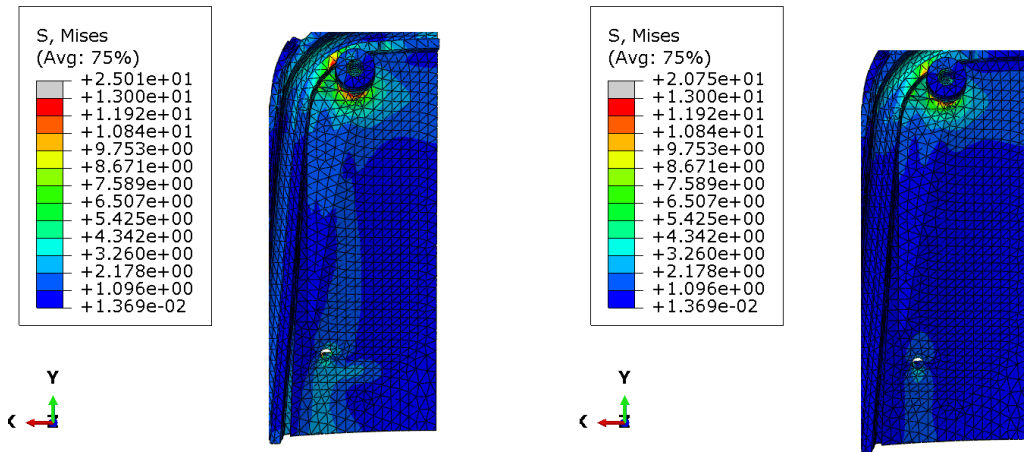 S, Mises
(Avg: 75%)
+2.501e+01
+1.300e+01
+1.192e+01
+1.084e+01
+9.753e+00
+8.671e+00
+7.589e+00
+6.507e+00
+5.425e+00
+4.342e+00
+3.260e+00
+2.178e+00
+1.096e+00
+1.369e-02
Y
X
Z
S, Mises
(Avg: 75%)
+2.075e+01
+1.300e+01
+1.192e+01
+1.084e+01
+9.753e+00
+8.671e+00
+7.589e+00
+6.507e+00
+5.425e+00
+4.342e+00
+3.260e+00
+2.178e+00
+1.096e+00
+1.369e-02
Y
X
Z